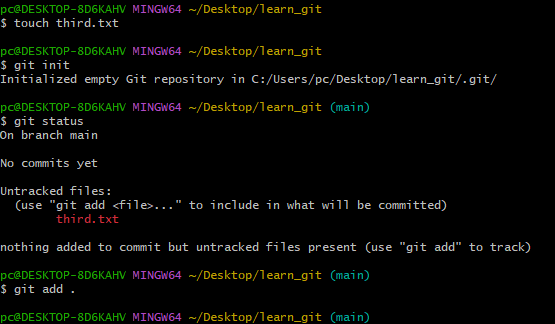 pc@DESKTOP-8D6KAHV MINGW64 ~/Desktop/learn_git
$ touch third.txt
pc@DESKTOP-8D6KAHV MINGW64 ~/Desktop/learn_git
$ git init
Initialized empty Git repository in C:/Users/pc/Desktop/learn_git/.git/
pc@DESKTOP-8D6KAHV MINGW64 ~/Desktop/learn_git (main)
$ git status
On branch main
No commits yet
Untracked files:
  (use "git add <file>..." to include in what will be committed)
        third.txt
nothing added to commit but untracked files present (use "git add" to track)
pc@DESKTOP-8D6KAHV MINGW64 ~/Desktop/learn_git (main)
$ git add .
pc@DESKTOP-8D6KAHV MINGW64 ~/Desktop/learn_git (main)